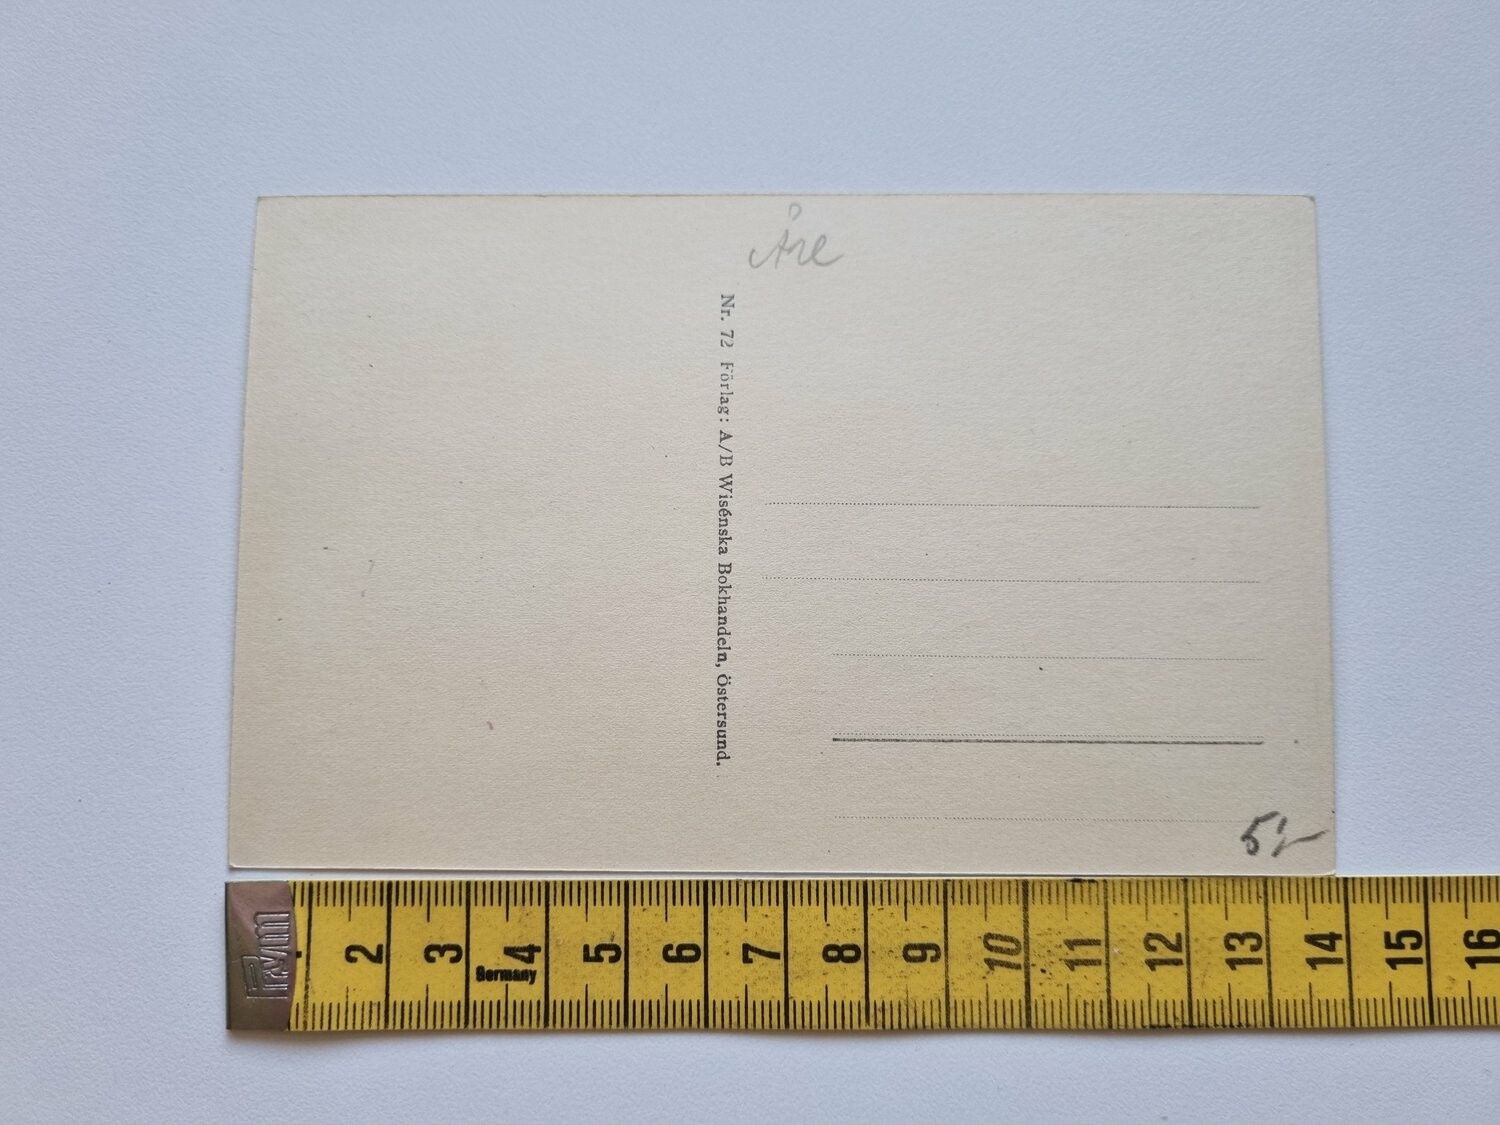 Åre
Nr. 72 Förlag: A/B Wisénska Bokhandeln, Östersund.
5:-
2 3 4 5 6 7 8 9 10 11 12 13 14 15 16
Germany